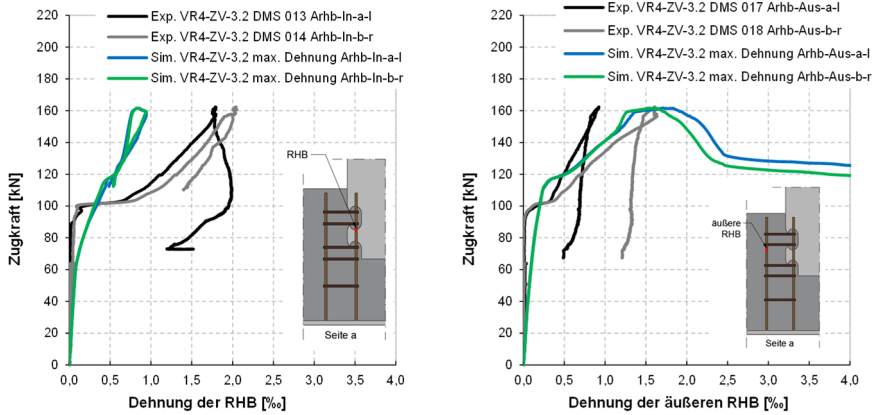 Exp. VR4-ZV-3.2 DMS 013 Arhb-In-a-l
Exp. VR4-ZV-3.2 DMS 014 Arhb-In-b-r
Sim. VR4-ZV-3.2 max. Dehnung Arhb-In-a-l
Sim. VR4-ZV-3.2 max. Dehnung Arhb-In-b-r
220
200
180
160
140
120
100
80
60
40
20
0
Zugkraft [kN]
RHB
Seite a
0,0 0,5 1,0 1,5 2,0 2,5 3,0 3,5 4,0
Dehnung der RHB [‰]
Exp. VR4-ZV-3.2 DMS 017 Arhb-Aus-a-l
Exp. VR4-ZV-3.2 DMS 018 Arhb-Aus-b-r
Sim. VR4-ZV-3.2 max. Dehnung Arhb-Aus-a-l
Sim. VR4-ZV-3.2 max. Dehnung Arhb-Aus-b-r
220
200
180
160
140
120
100
80
60
40
20
0
Zugkraft [kN]
äußere
RHB
Seite a
0,0 0,5 1,0 1,5 2,0 2,5 3,0 3,5 4,0
Dehnung der äußeren RHB [‰]